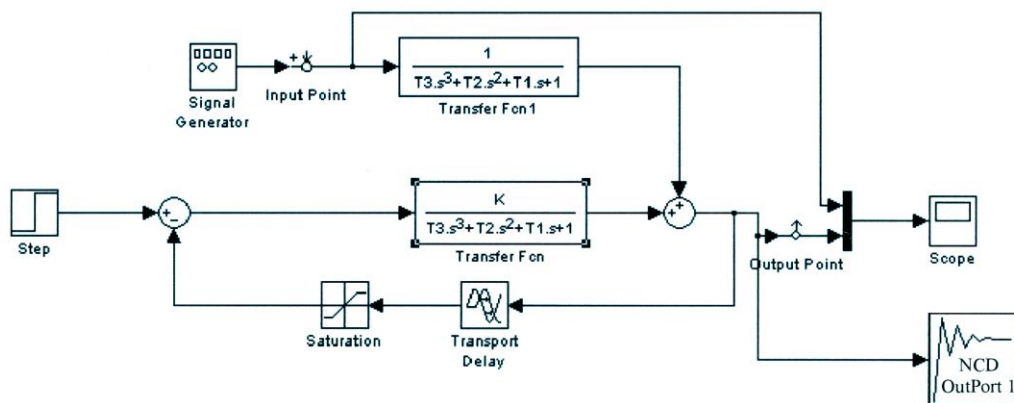 Signal
Generator
+
Input Point
1
T3.s³+T2.s²+T1.s+1
Transfer Fcn1
Step
+
−
K
T3.s³+T2.s²+T1.s+1
Transfer Fcn
+
+
Output Point
Scope
Saturation
Transport
Delay
NCD
OutPort 1